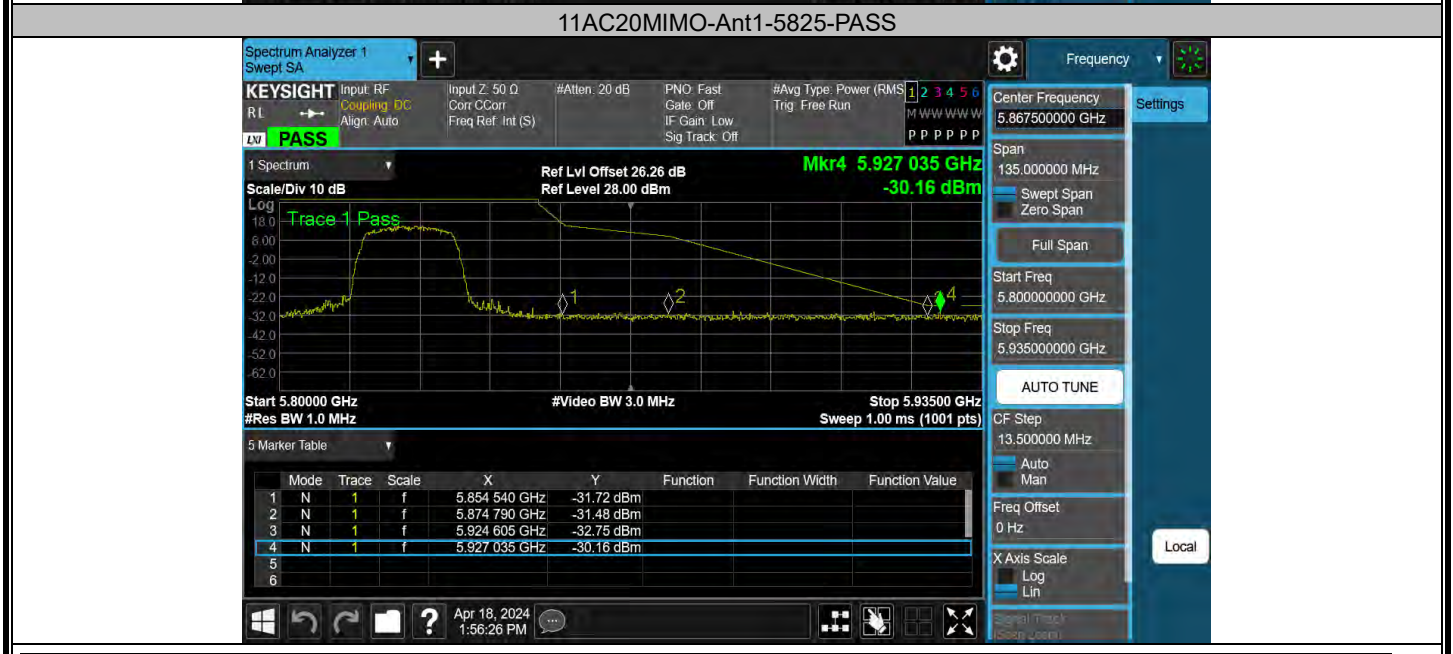 11AC20MIMO-Ant1-5825-PASS
Spectrum Analyzer 1
Swept SA
Frequency
KEYSIGHT
Input: RF
Coupling: DC
Align: Auto
Input Z: 50 Ω
Corr CCorr
Freq Ref: Int (S)
#Atten: 20 dB
PNO: Fast
Gate: Off
IF Gain: Low
Sig Track: Off
#Avg Type: Power (RMS
Trig: Free Run
1 2 3 4 5 6
M W W W W W
P P P P P P
RL
LXI PASS
Center Frequency
5.867500000 GHz
Settings
1 Spectrum
Ref Lvl Offset 26.26 dB
Mkr4 5.927 035 GHz
Scale/Div 10 dB
Ref Level 28.00 dBm
-30.16 dBm
Span
135.000000 MHz
Swept Span
Zero Span
Log
Trace 1 Pass
18.0
8.00
-2.00
-12.0
-22.0
-32.0
-42.0
-52.0
-62.0
1
2
4
Full Span
Start Freq
5.800000000 GHz
Stop Freq
5.935000000 GHz
AUTO TUNE
Start 5.80000 GHz
#Video BW 3.0 MHz
Stop 5.93500 GHz
#Res BW 1.0 MHz
Sweep 1.00 ms (1001 pts)
CF Step
13.500000 MHz
Auto
Man
5 Marker Table
Mode Trace Scale X Y Function Function Width Function Value
1 N 1 f 5.854 540 GHz -31.72 dBm
2 N 1 f 5.874 790 GHz -31.48 dBm
3 N 1 f 5.924 605 GHz -32.75 dBm
4 N 1 f 5.927 035 GHz -30.16 dBm
5
6
Freq Offset
0 Hz
Local
X Axis Scale
Log
Lin
Signal Track
Apr 18, 2024
1:56:26 PM